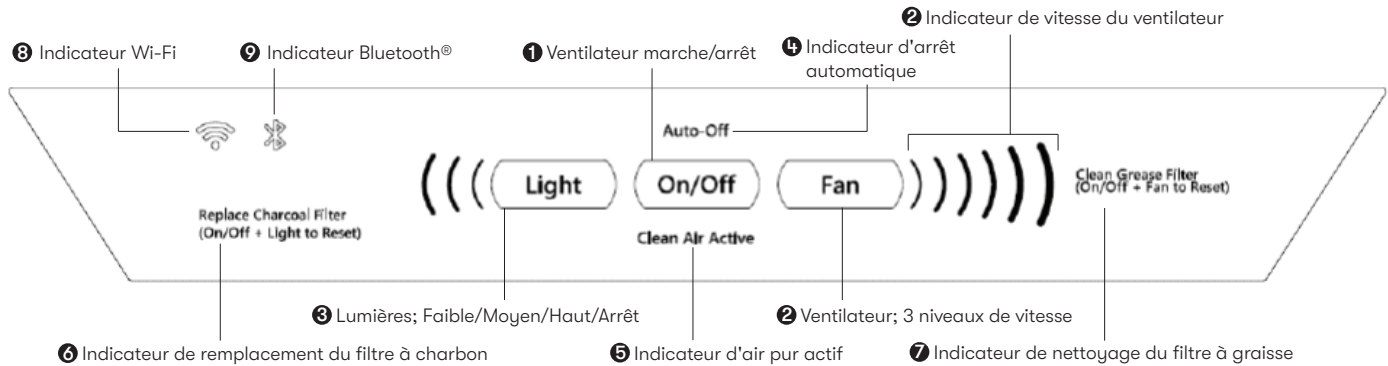 ❷ Indicateur de vitesse du ventilateur
❽ Indicateur Wi-Fi
❾ Indicateur Bluetooth®
❶ Ventilateur marche/arrêt
❹ Indicateur d'arrêt
automatique
Auto-Off
Light
On/Off
Fan
Clean Grease Filter
(On/Off + Fan to Reset)
Replace Charcoal Filter
(On/Off + Light to Reset)
Clean Air Active
❸ Lumières; Faible/Moyen/Haut/Arrêt
❷ Ventilateur; 3 niveaux de vitesse
❻ Indicateur de remplacement du filtre à charbon
❺ Indicateur d'air pur actif
❼ Indicateur de nettoyage du filtre à graisse